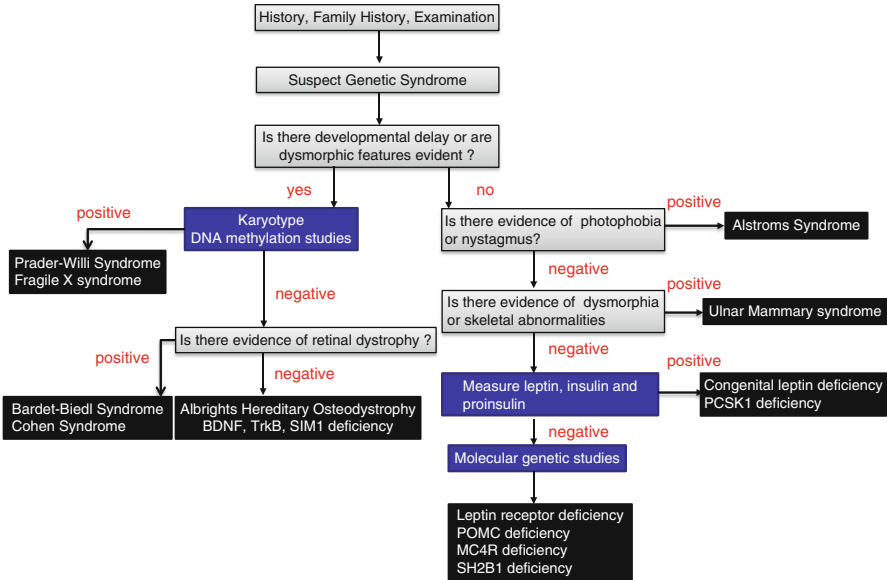 History, Family History, Examination
Suspect Genetic Syndrome
Is there developmental delay or are
dysmorphic features evident ?
yes
no
positive
Karyotype
DNA methylation studies
Prader-Willi Syndrome
Fragile X syndrome
negative
Is there evidence of retinal dystrophy ?
positive
negative
Bardet-Biedl Syndrome
Cohen Syndrome
Albrights Hereditary Osteodystrophy
BDNF, TrkB, SIM1 deficiency
Is there evidence of photophobia
or nystagmus?
positive
Alstroms Syndrome
negative
Is there evidence of dysmorphia
or skeletal abnormalities
positive
Ulnar Mammary syndrome
negative
Measure leptin, insulin and
proinsulin
positive
Congenital leptin deficiency
PCSK1 deficiency
negative
Molecular genetic studies
Leptin receptor deficiency
POMC deficiency
MC4R deficiency
SH2B1 deficiency